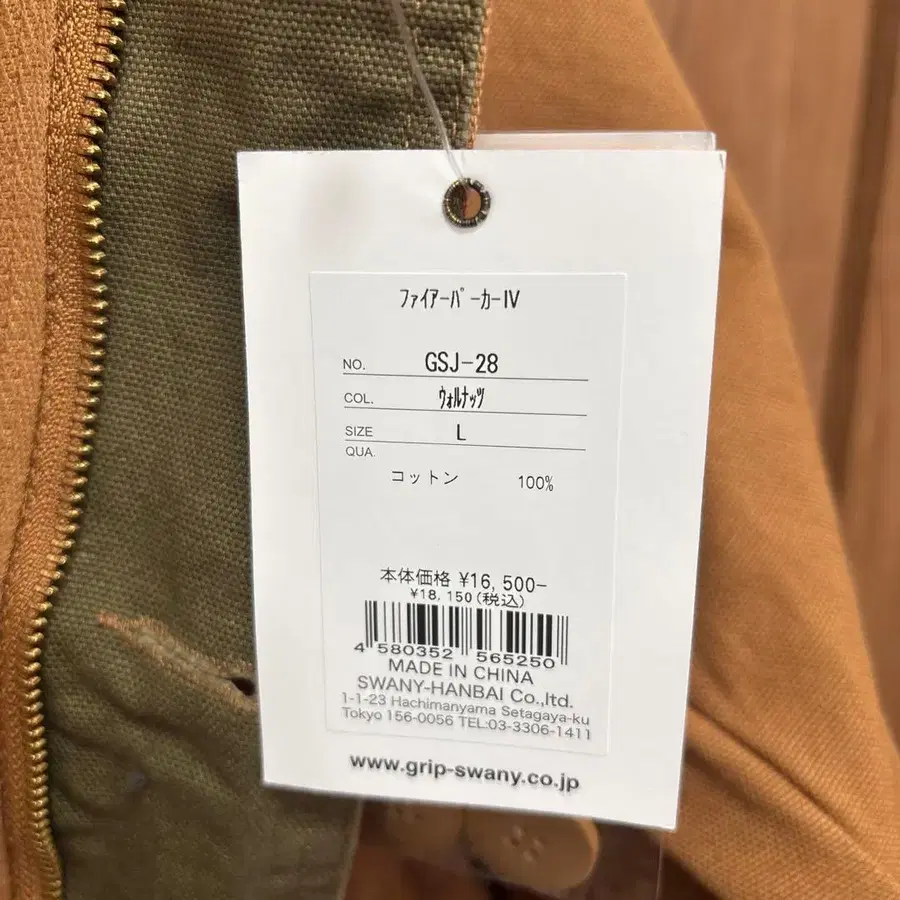 ﾌｧｲｱｰﾊﾟｰｶｰIV
NO. GSJ-28
COL. ｳｫﾙﾅｯﾂ
SIZE L
QUA.
コットン 100%
本体価格 ¥16,500-
¥18,150(税込)
4 580352 565250
MADE IN CHINA
SWANY-HANBAI Co.,ltd.
1-1-23 Hachimanyama Setagaya-ku
Tokyo 156-0056 TEL:03-3306-1411
www.grip-swany.co.jp